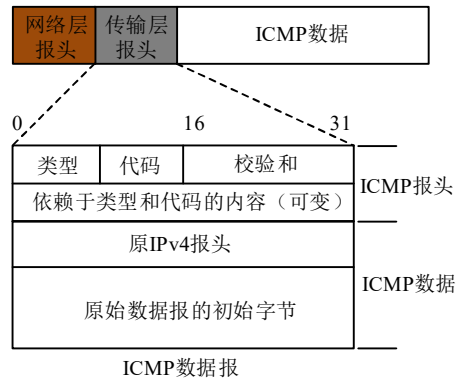 网络层
报头
传输层
报头
ICMP数据
0 16 31
类型 代码 校验和
依赖于类型和代码的内容（可变）
ICMP报头
原IPv4报头
原始数据报的初始字节
ICMP数据
ICMP数据报